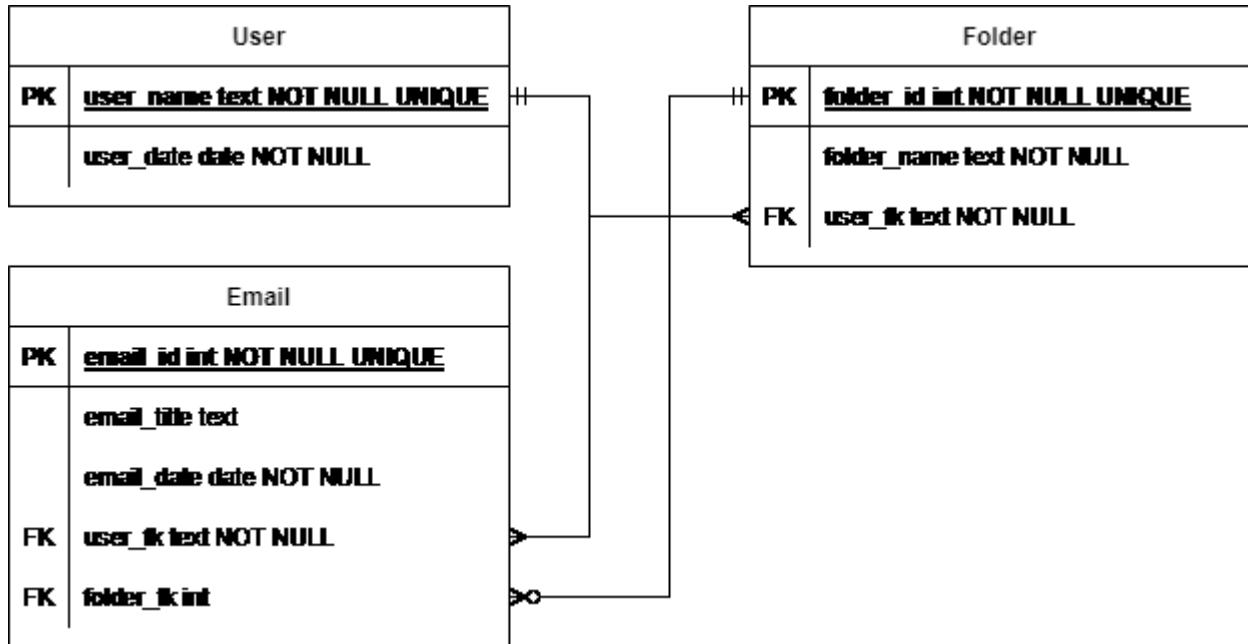 User
PK user_name text NOT NULL UNIQUE
user_date date NOT NULL
Folder
PK folder_id int NOT NULL UNIQUE
folder_name text NOT NULL
FK user_fk text NOT NULL
Email
PK email_id int NOT NULL UNIQUE
email_title text
email_date date NOT NULL
FK user_fk text NOT NULL
FK folder_fk int